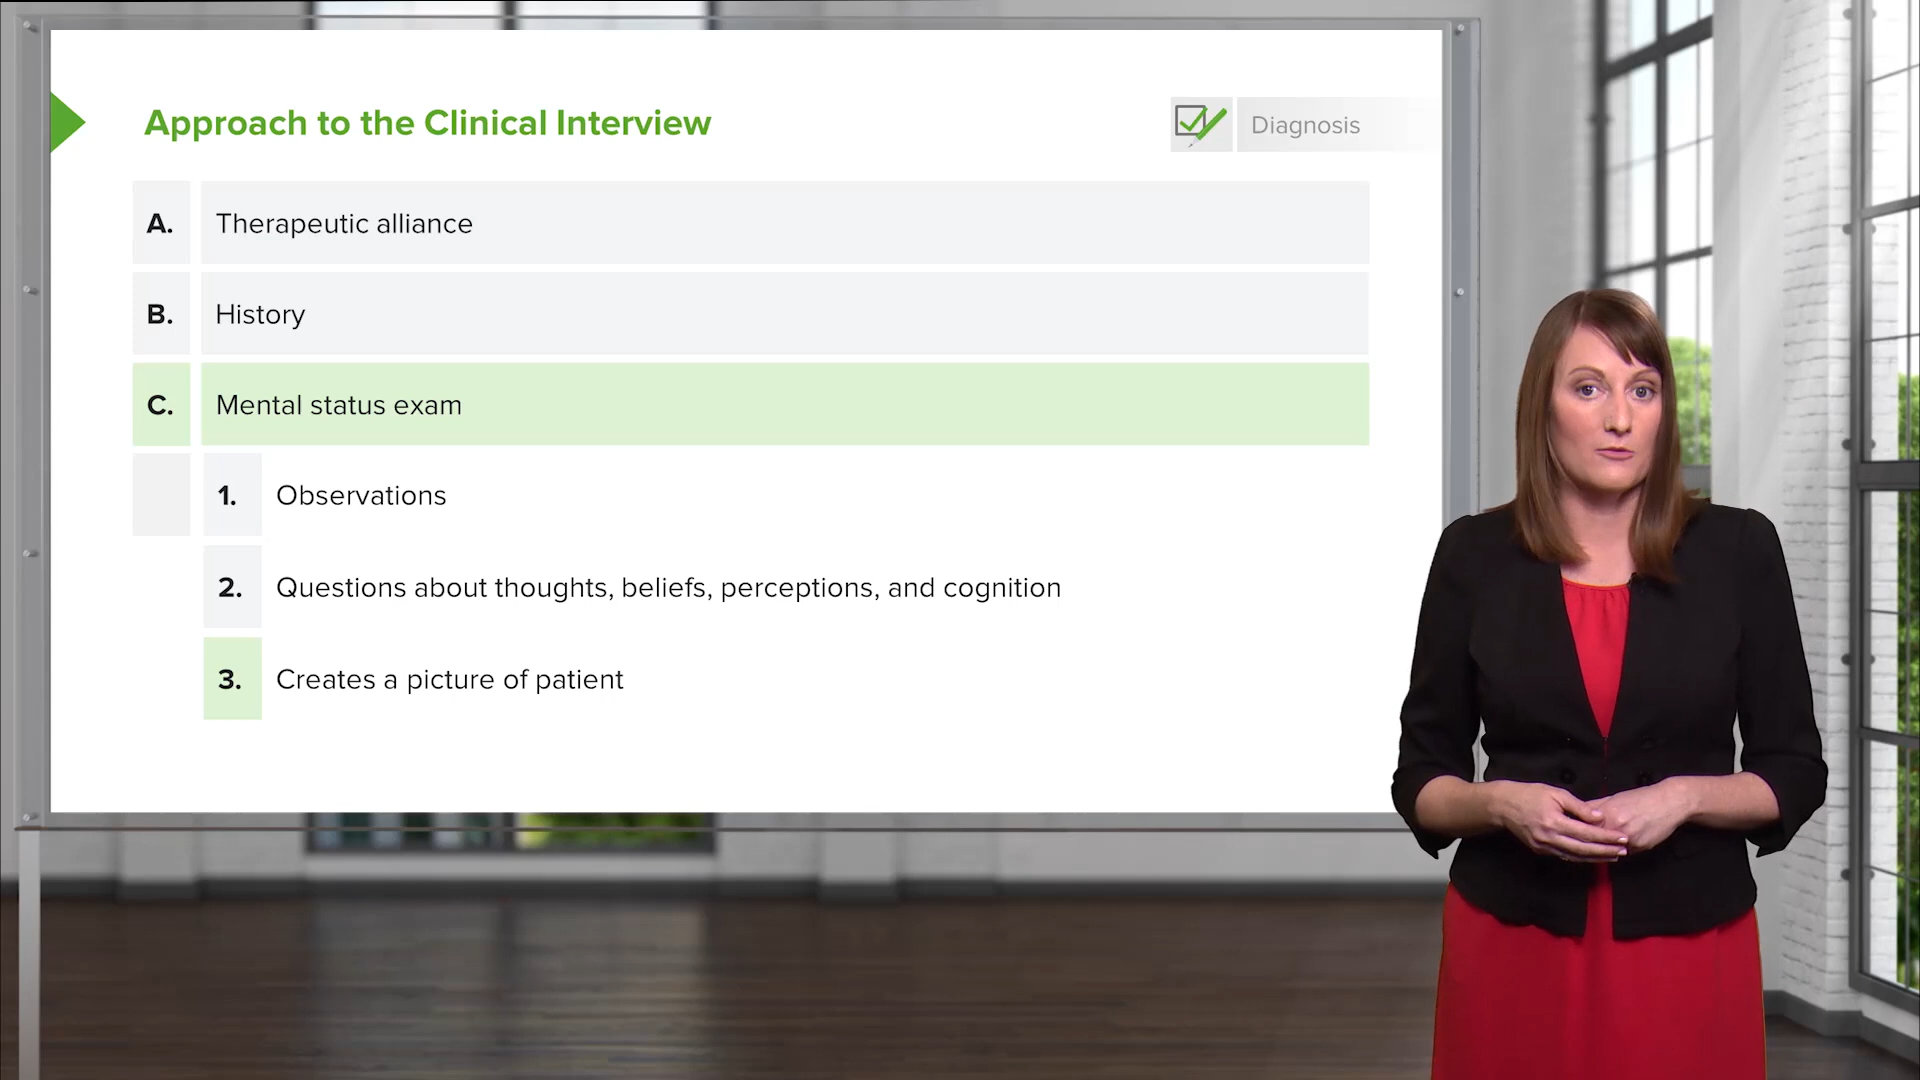 Approach to the Clinical Interview
Diagnosis
A. Therapeutic alliance
B. History
C. Mental status exam
1. Observations
2. Questions about thoughts, beliefs, perceptions, and cognition
3. Creates a picture of patient